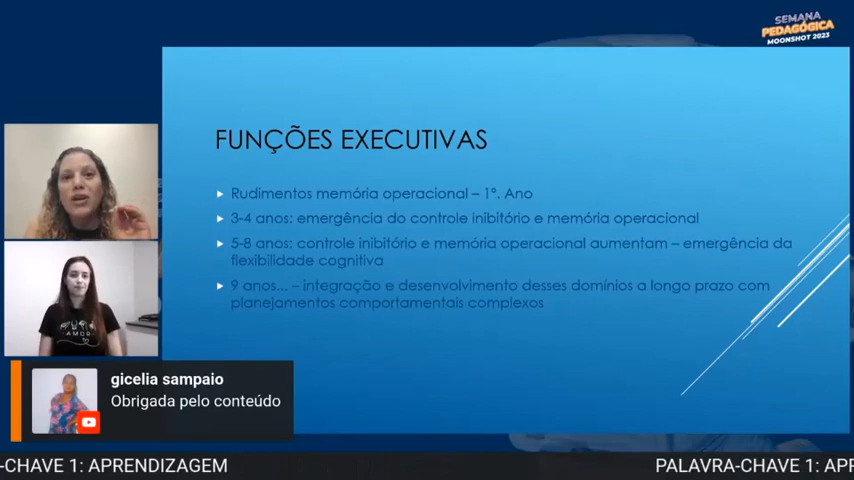 SEMANA
PEDAGÓGICA
MOONSHOT 2023
FUNÇÕES EXECUTIVAS
Rudimentos memória operacional – 1º. Ano
3-4 anos: emergência do controle inibitório e memória operacional
5-8 anos: controle inibitório e memória operacional aumentam – emergência da
flexibilidade cognitiva
9 anos... – integração e desenvolvimento desses domínios a longo prazo com
planejamentos comportamentais complexos
AMOR
gicelia sampaio
Obrigada pelo conteúdo
-CHAVE 1: APRENDIZAGEM
PALAVRA-CHAVE 1: APR